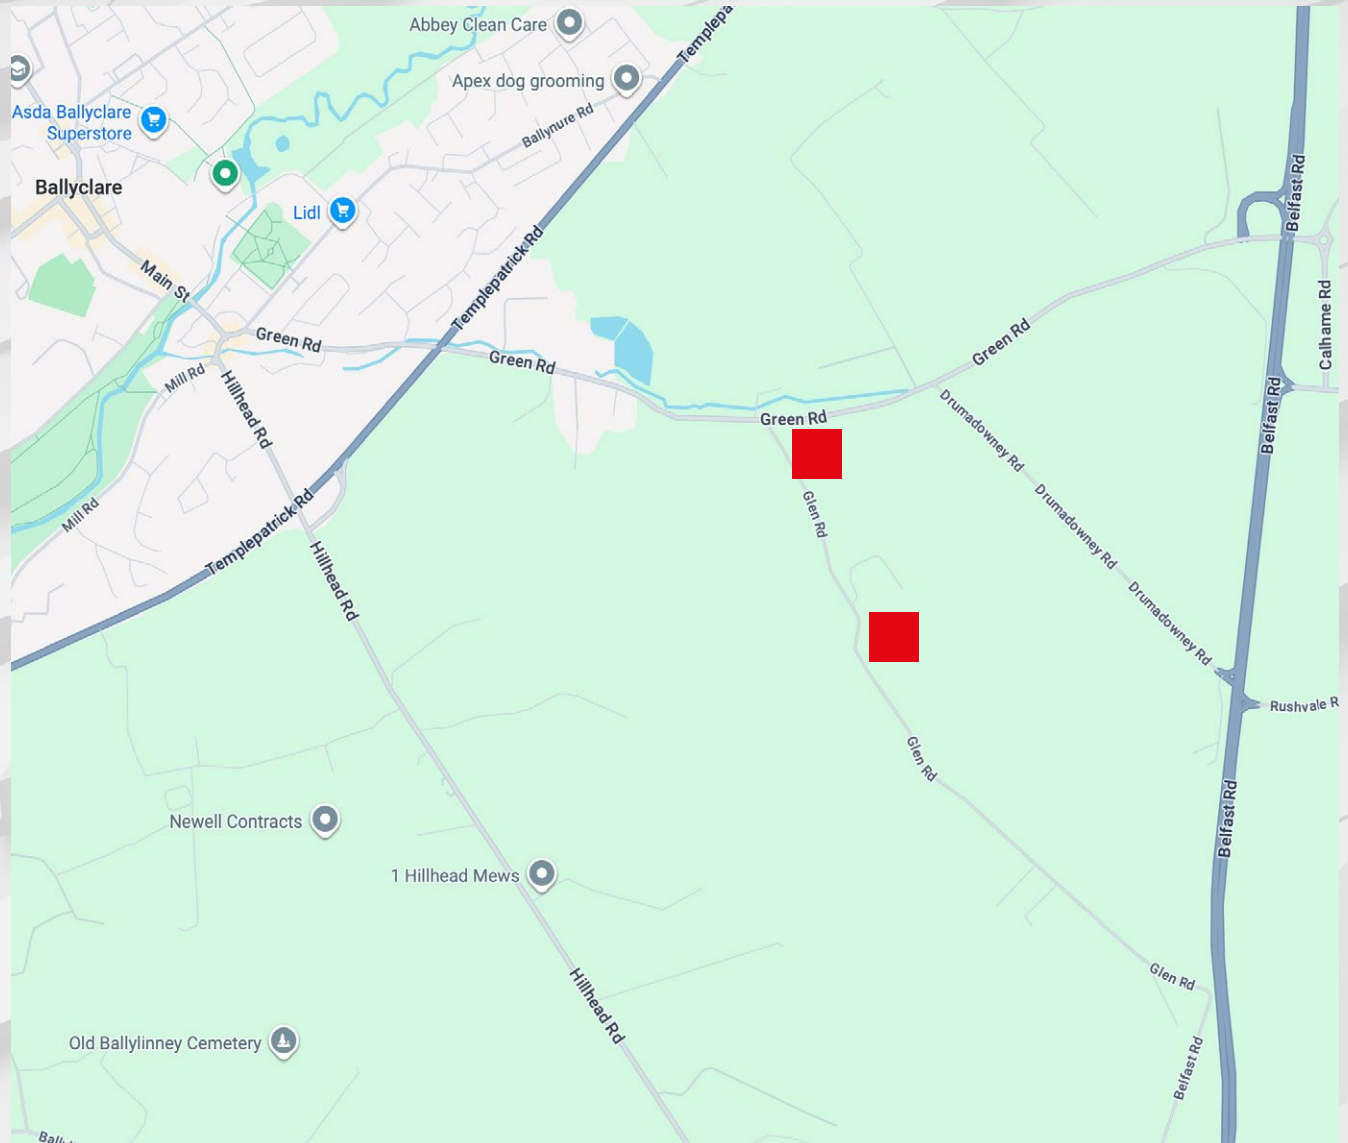 Abbey Clean Care
Templepa
Apex dog grooming
Asda Ballyclare
Superstore
Ballynure Rd
Ballyclare
Lidl
Belfast Rd
Templepatrick Rd
Main St
Calhame Rd
Green Rd
Green Rd
Green Rd
Mill Rd
Hillhead Rd
Green Rd
Drumadowney Rd
Belfast Rd
Mill Rd
Templepatrick Rd
Glen Rd
Drumadowney Rd
Hillhead Rd
Drumadowney Rd
Rushvale R
Glen Rd
Newell Contracts
Belfast Rd
1 Hillhead Mews
Hillhead Rd
Glen Rd
Old Ballylinney Cemetery
Belfast Rd